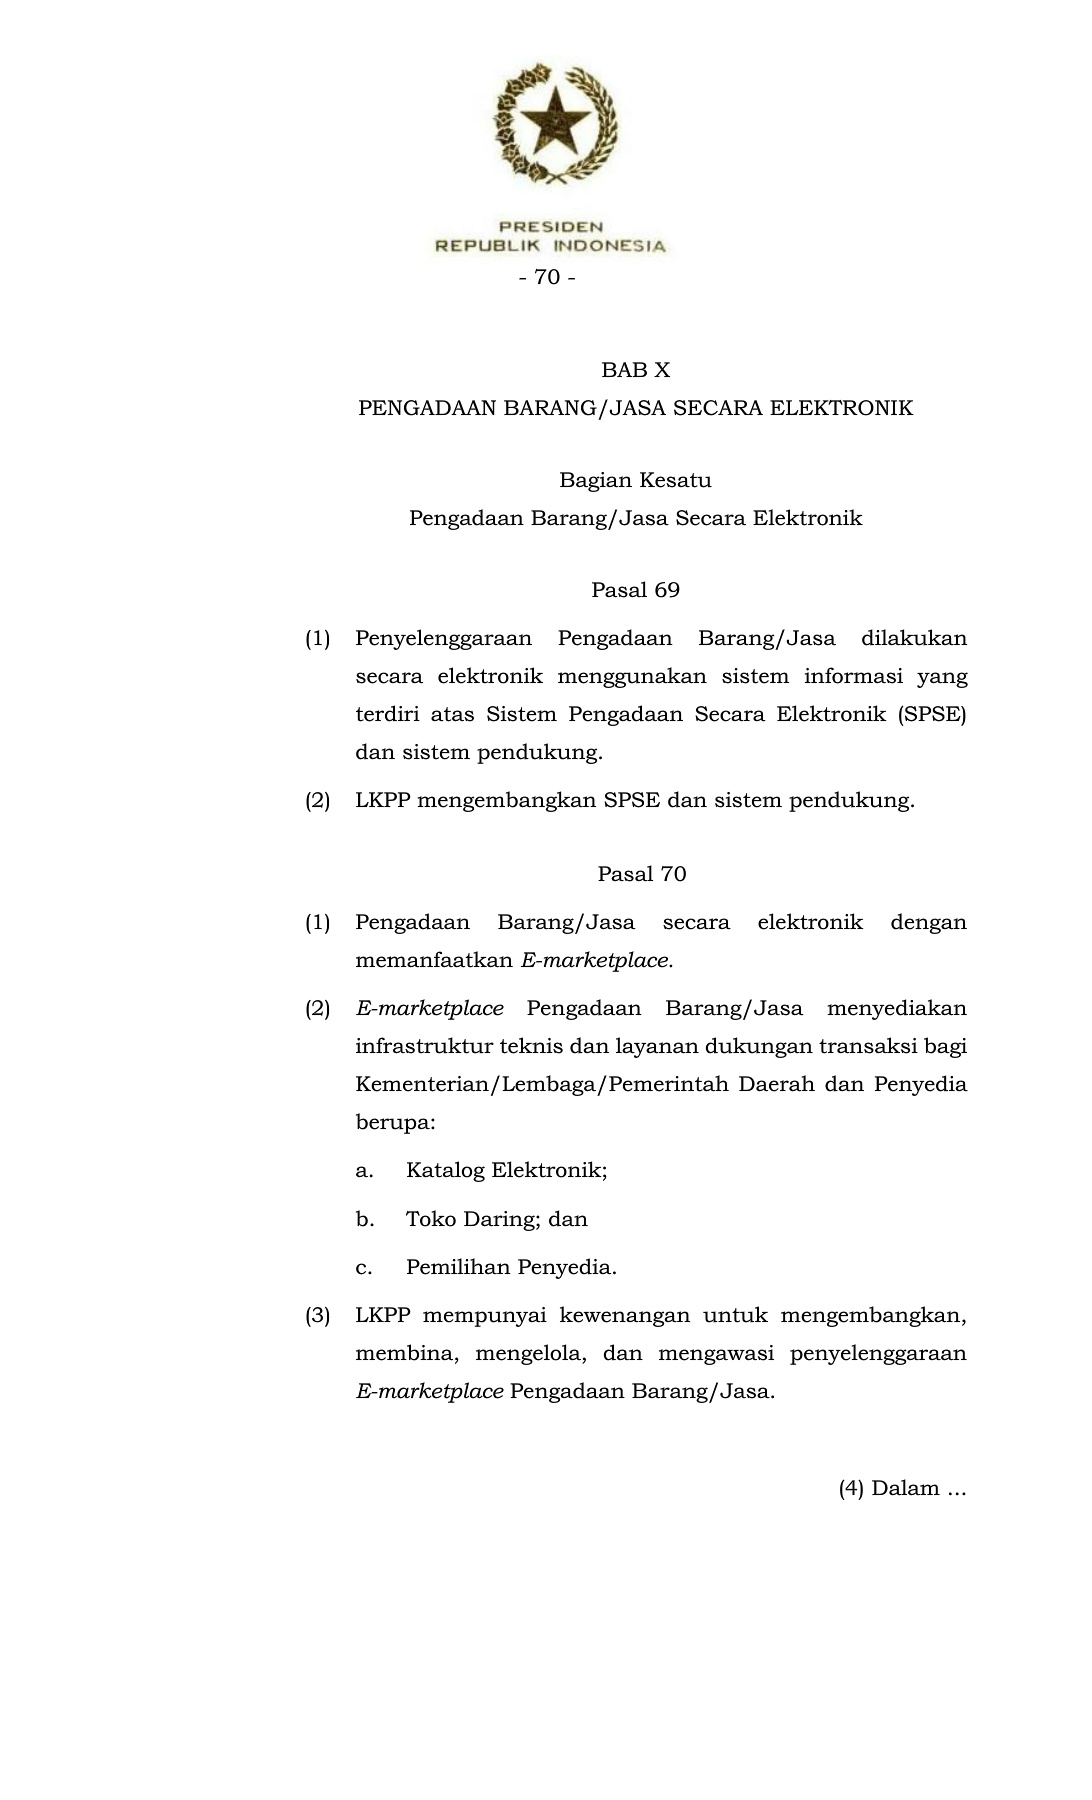 PRESIDEN
REPUBLIK INDONESIA
- 70 -
BAB X
PENGADAAN BARANG/JASA SECARA ELEKTRONIK
Bagian Kesatu
Pengadaan Barang/Jasa Secara Elektronik
Pasal 69
(1) Penyelenggaraan Pengadaan Barang/Jasa dilakukan
secara elektronik menggunakan sistem informasi yang
terdiri atas Sistem Pengadaan Secara Elektronik (SPSE)
dan sistem pendukung.
(2) LKPP mengembangkan SPSE dan sistem pendukung.
Pasal 70
(1) Pengadaan Barang/Jasa secara elektronik dengan
memanfaatkan E-marketplace.
(2) E-marketplace Pengadaan Barang/Jasa menyediakan
infrastruktur teknis dan layanan dukungan transaksi bagi
Kementerian/Lembaga/Pemerintah Daerah dan Penyedia
berupa:
a. Katalog Elektronik;
b. Toko Daring; dan
c. Pemilihan Penyedia.
(3) LKPP mempunyai kewenangan untuk mengembangkan,
membina, mengelola, dan mengawasi penyelenggaraan
E-marketplace Pengadaan Barang/Jasa.
(4) Dalam ...